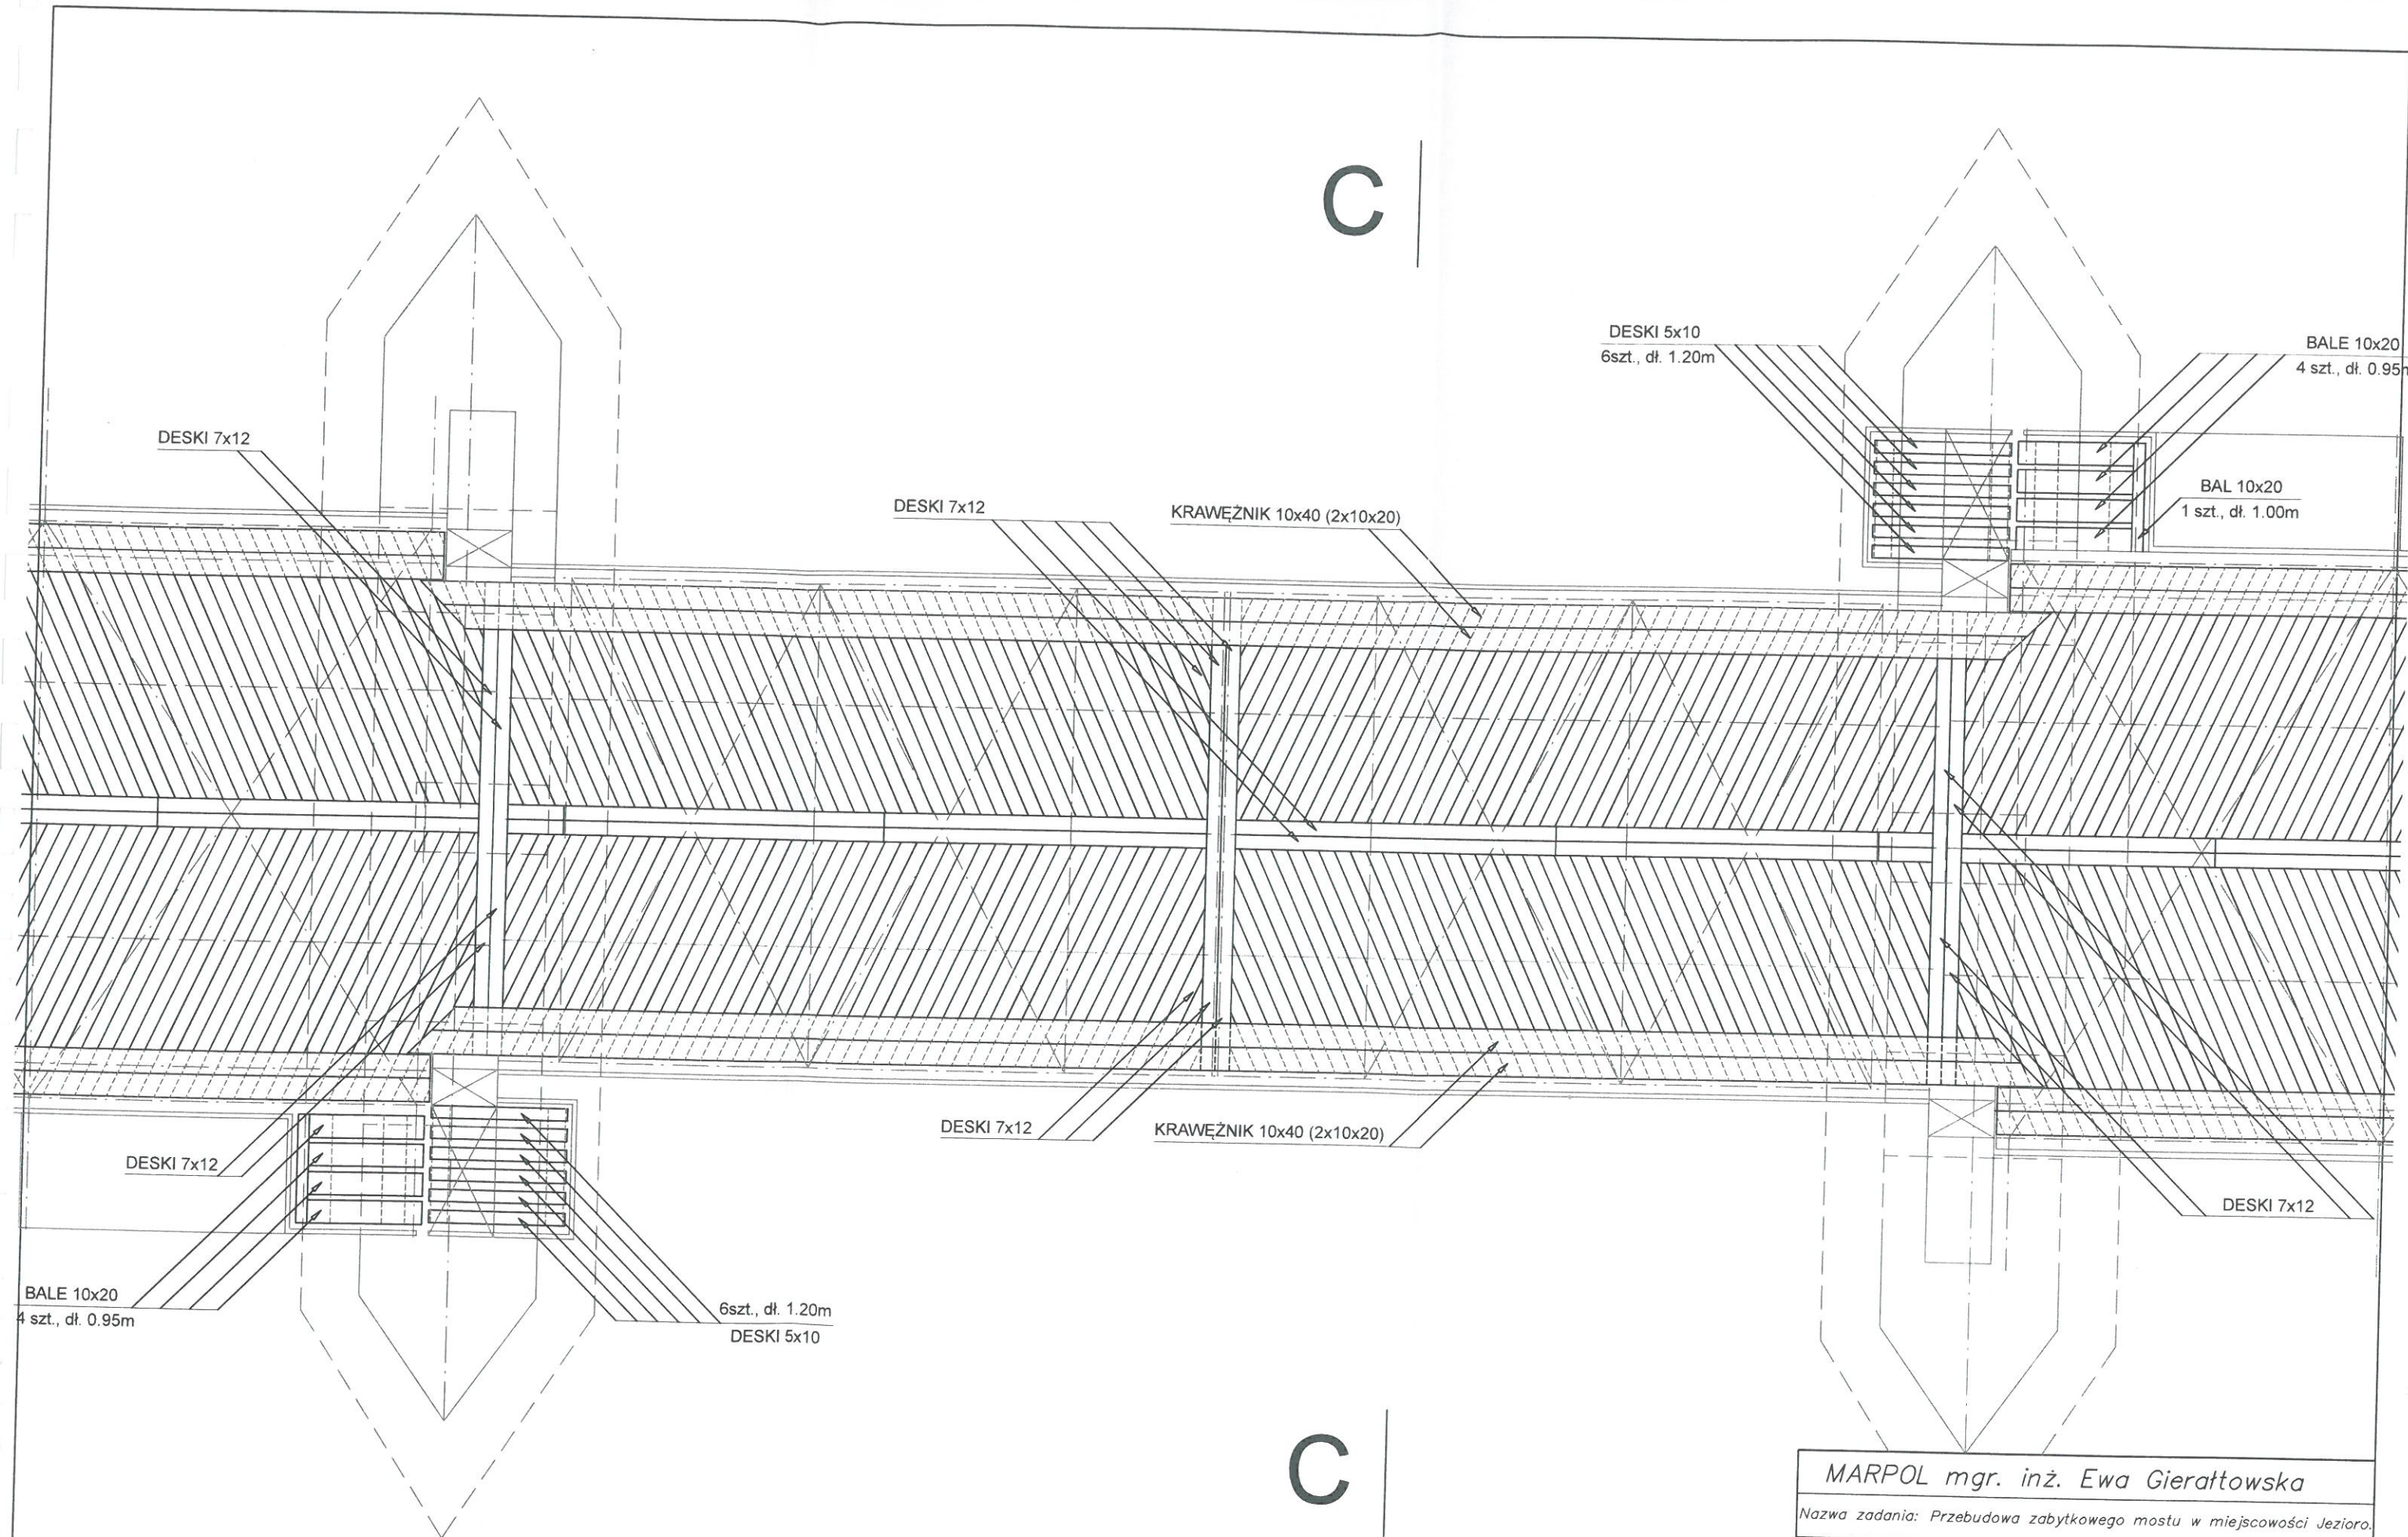 C
DESKI 5x10
6szt., dł. 1.20m
BALE 10x20
4 szt., dł. 0.95m
DESKI 7x12
DESKI 7x12
KRAWĘŻNIK 10x40 (2x10x20)
BAL 10x20
1 szt., dł. 1.00m
DESKI 7x12
DESKI 7x12
KRAWĘŻNIK 10x40 (2x10x20)
DESKI 7x12
BALE 10x20
4 szt., dł. 0.95m
6szt., dł. 1.20m
DESKI 5x10
C
MARPOL mgr. inż. Ewa Gierałtowska
Nazwa zadania: Przebudowa zabytkowego mostu w miejscowości Jezioro.